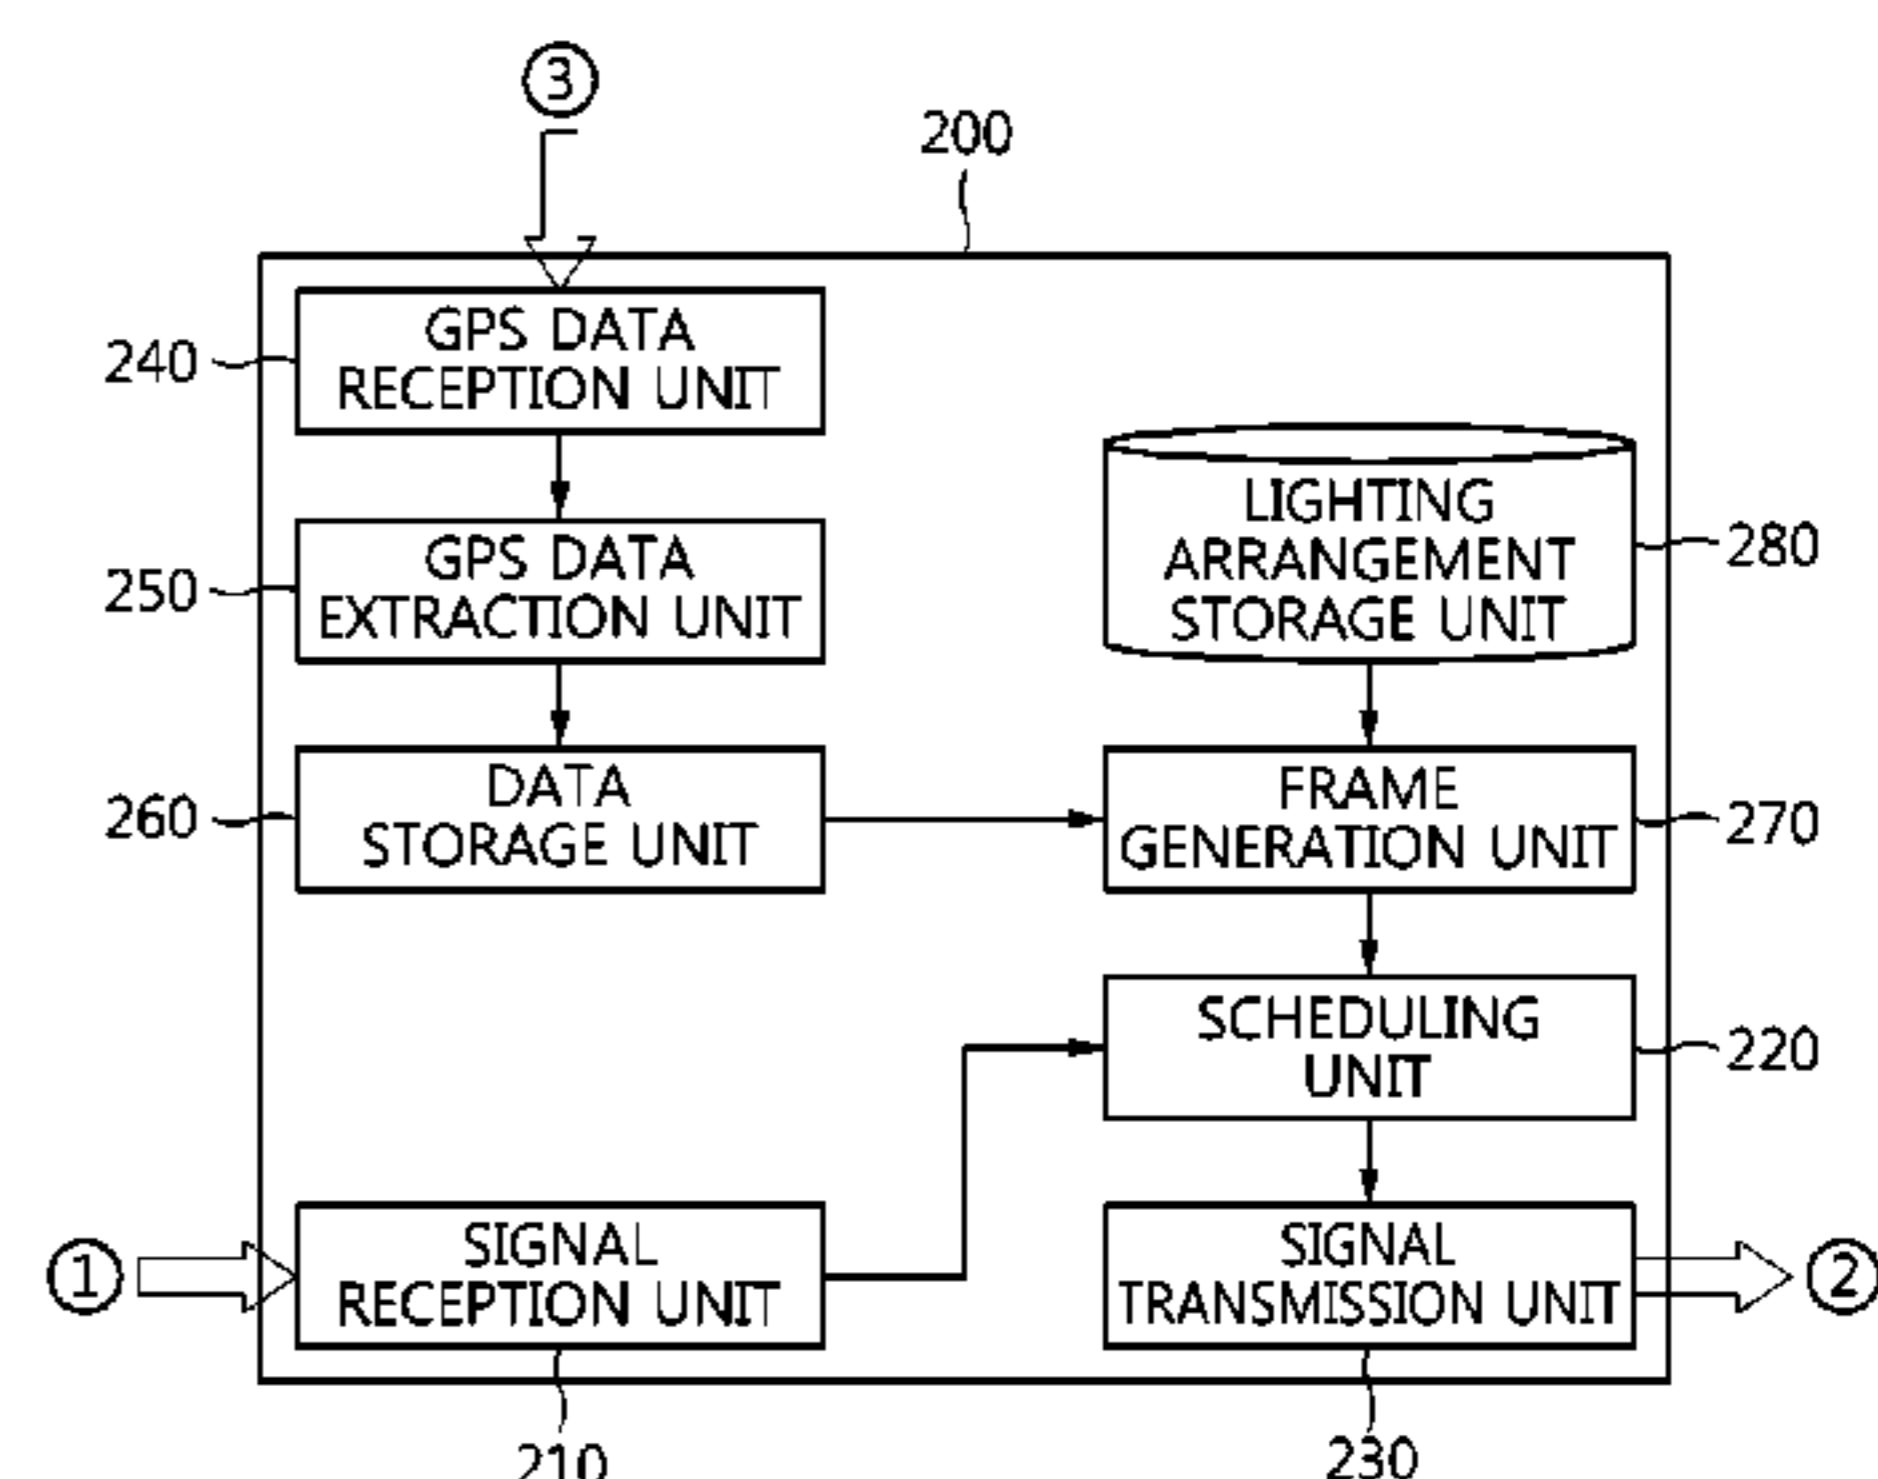 ③
200
GPS DATA
RECEPTION UNIT
240
LIGHTING
ARRANGEMENT
STORAGE UNIT
280
GPS DATA
EXTRACTION UNIT
250
DATA
STORAGE UNIT
260
FRAME
GENERATION UNIT
270
SCHEDULING
UNIT
220
①
SIGNAL
RECEPTION UNIT
SIGNAL
TRANSMISSION UNIT
②
210
230